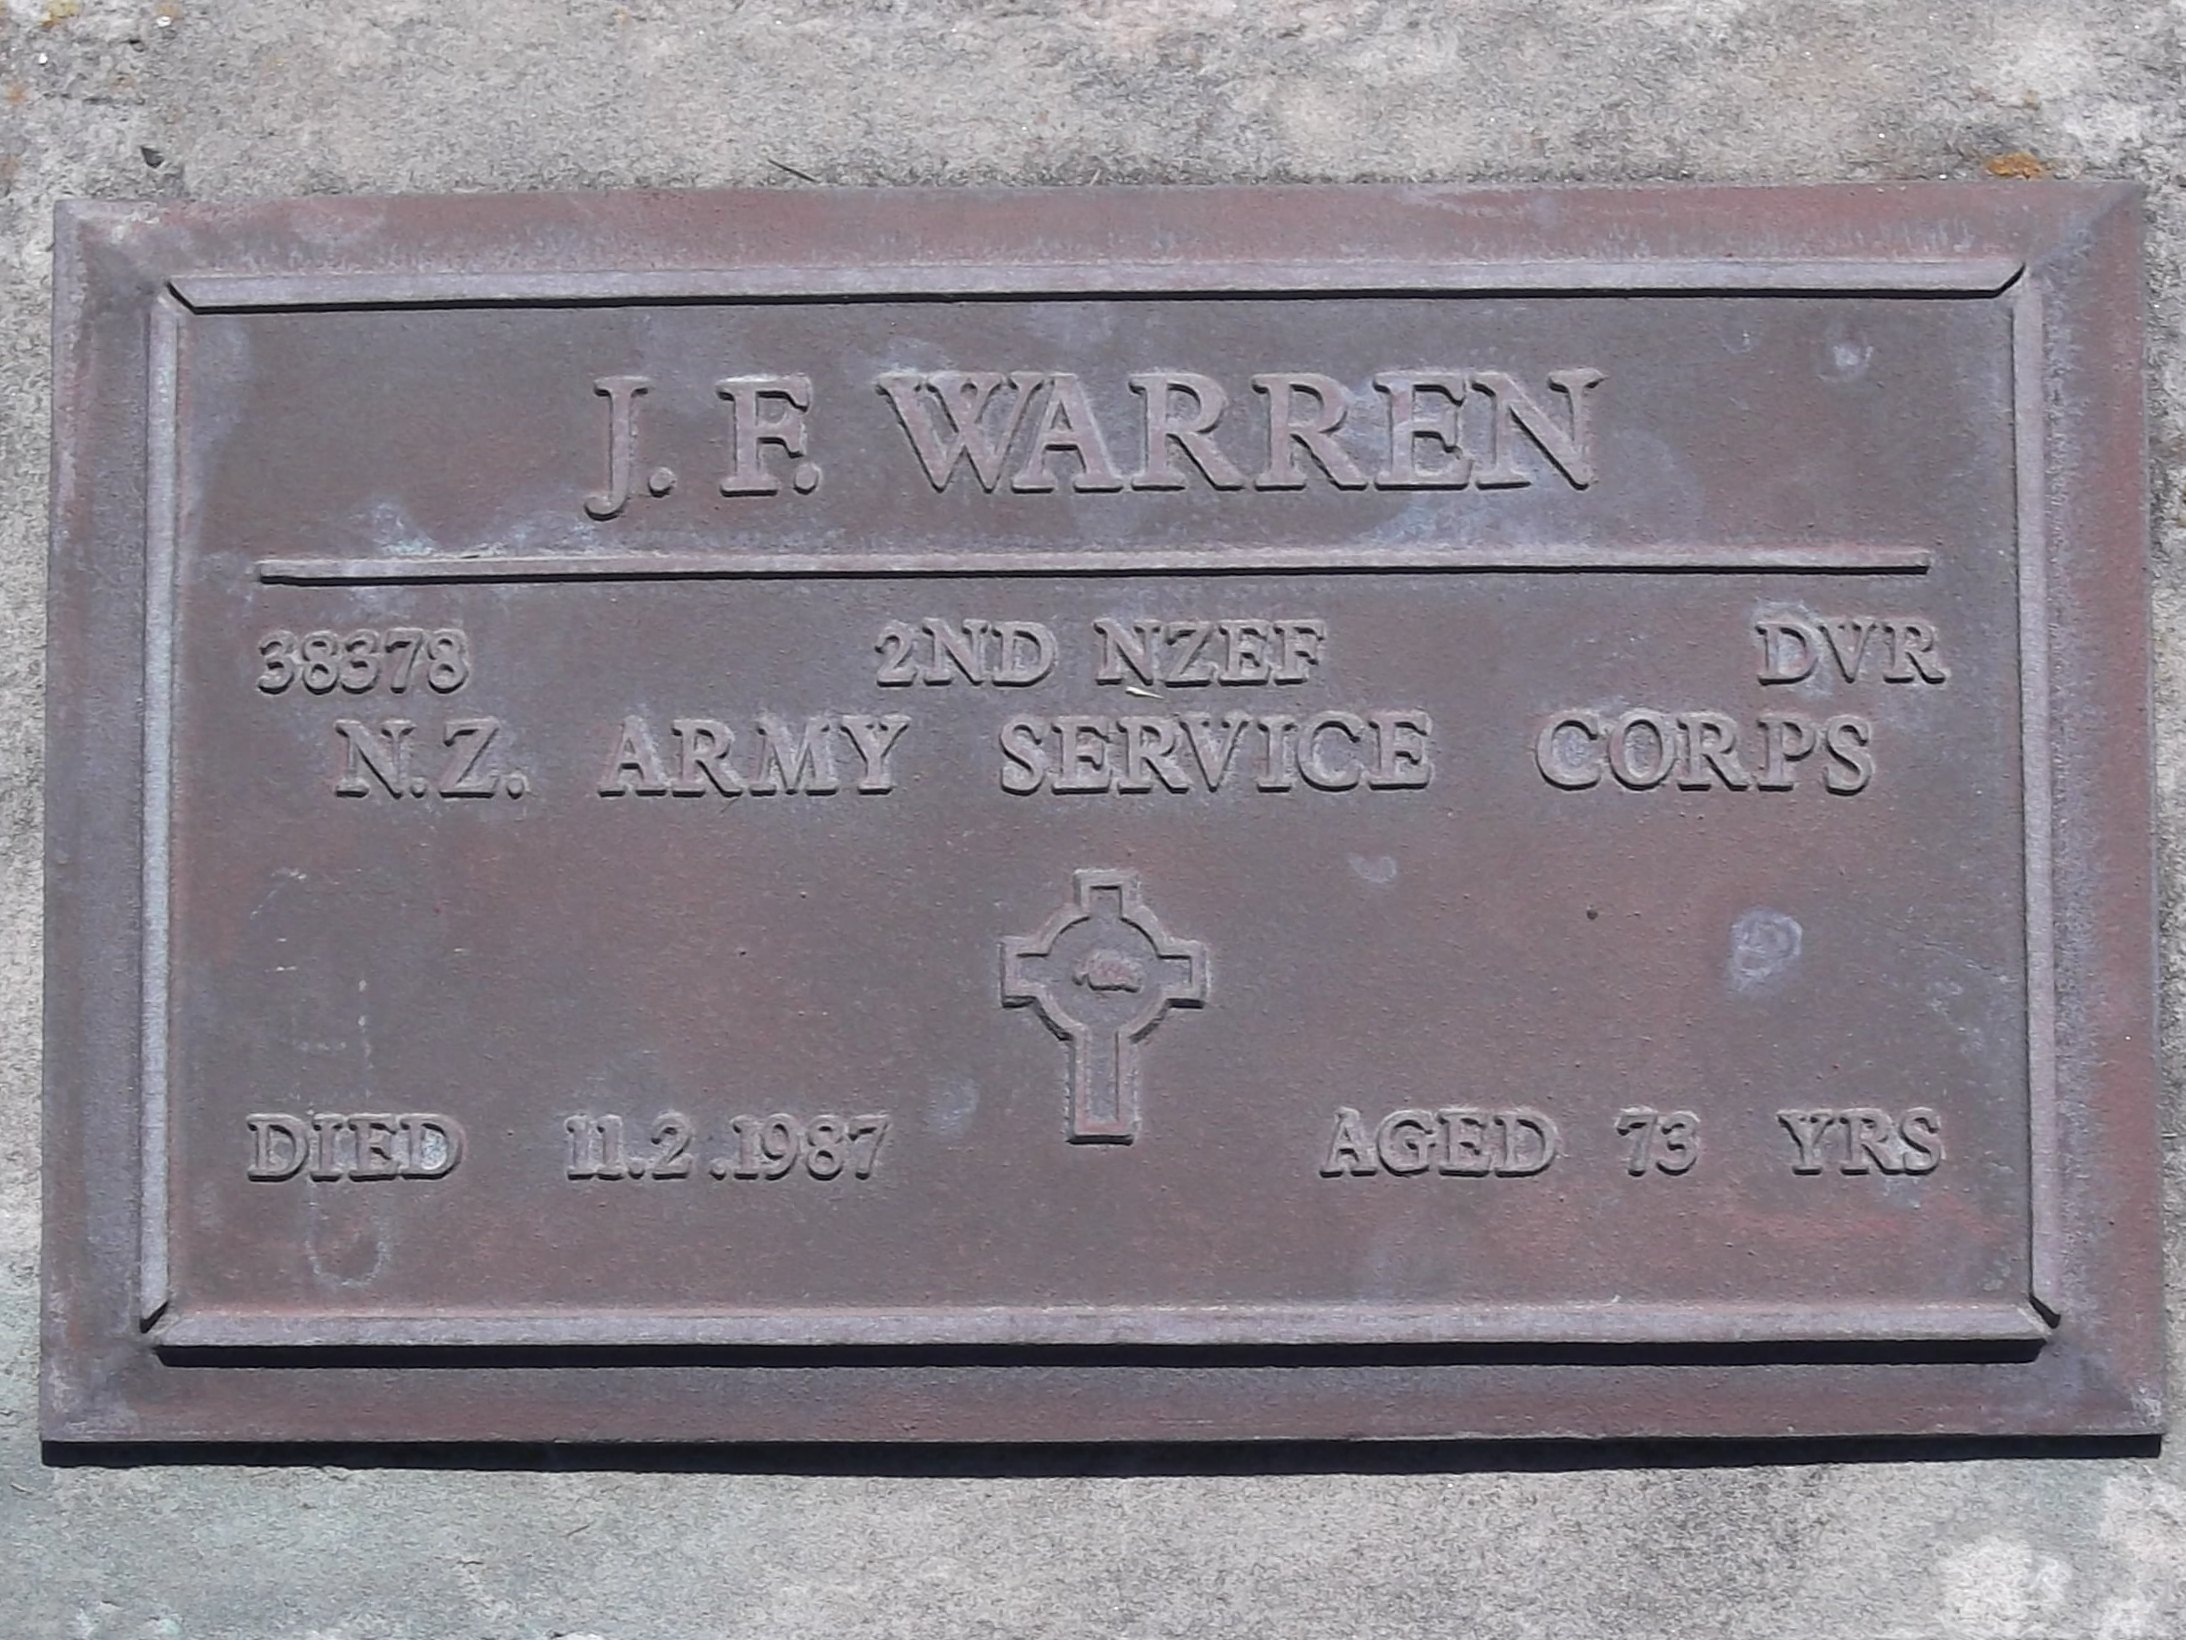 J. F. WARREN
38378 2ND NZEF DVR
N.Z. ARMY SERVICE CORPS
DIED 11.2.1987 AGED 73 YRS